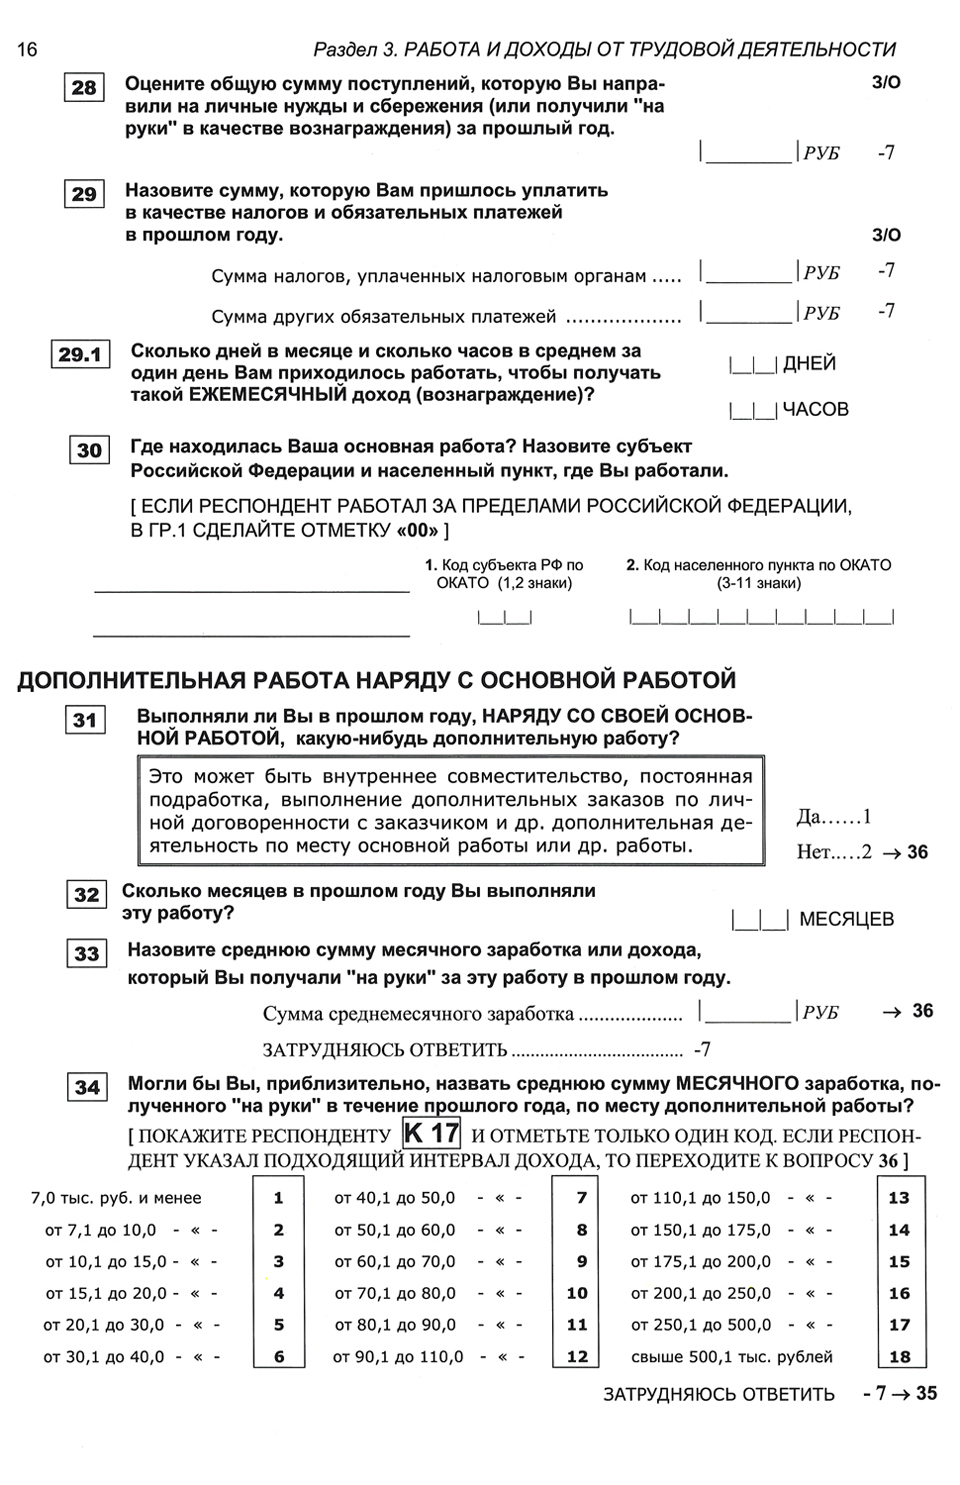 16 Раздел 3. РАБОТА И ДОХОДЫ ОТ ТРУДОВОЙ ДЕЯТЕЛЬНОСТИ
28 Оцените общую сумму поступлений, которую Вы напра- З/О
вили на личные нужды и сбережения (или получили "на
руки" в качестве вознаграждения) за прошлый год.
|_________|РУБ -7
29 Назовите сумму, которую Вам пришлось уплатить
в качестве налогов и обязательных платежей
в прошлом году. З/О
Сумма налогов, уплаченных налоговым органам ..... |_________|РУБ -7
Сумма других обязательных платежей ................... |_________|РУБ -7
29.1 Сколько дней в месяце и сколько часов в среднем за
один день Вам приходилось работать, чтобы получать
такой ЕЖЕМЕСЯЧНЫЙ доход (вознаграждение)?
|__|__| ДНЕЙ
|__|__| ЧАСОВ
30 Где находилась Ваша основная работа? Назовите субъект
Российской Федерации и населенный пункт, где Вы работали.
[ ЕСЛИ РЕСПОНДЕНТ РАБОТАЛ ЗА ПРЕДЕЛАМИ РОССИЙСКОЙ ФЕДЕРАЦИИ,
В ГР.1 СДЕЛАЙТЕ ОТМЕТКУ «00» ]
1. Код субъекта РФ по 2. Код населенного пункта по ОКАТО
ОКАТО (1,2 знаки) (3-11 знаки)
|__|__| |__|__|__|__|__|__|__|__|__|
ДОПОЛНИТЕЛЬНАЯ РАБОТА НАРЯДУ С ОСНОВНОЙ РАБОТОЙ
31 Выполняли ли Вы в прошлом году, НАРЯДУ СО СВОЕЙ ОСНОВ-
НОЙ РАБОТОЙ, какую-нибудь дополнительную работу?
Это может быть внутреннее совместительство, постоянная
подработка, выполнение дополнительных заказов по лич-
ной договоренности с заказчиком и др. дополнительная де-
ятельность по месту основной работы или др. работы.
Да......1
Нет.....2 → 36
32 Сколько месяцев в прошлом году Вы выполняли
эту работу?
|__|__| МЕСЯЦЕВ
33 Назовите среднюю сумму месячного заработка или дохода,
который Вы получали "на руки" за эту работу в прошлом году.
Сумма среднемесячного заработка ...................... |_________|РУБ → 36
ЗАТРУДНЯЮСЬ ОТВЕТИТЬ .................................... -7
34 Могли бы Вы, приблизительно, назвать среднюю сумму МЕСЯЧНОГО заработка, по-
лученного "на руки" в течение прошлого года, по месту дополнительной работы?
[ ПОКАЖИТЕ РЕСПОНДЕНТУ К 17 И ОТМЕТЬТЕ ТОЛЬКО ОДИН КОД. ЕСЛИ РЕСПОН-
ДЕНТ УКАЗАЛ ПОДХОДЯЩИЙ ИНТЕРВАЛ ДОХОДА, ТО ПЕРЕХОДИТЕ К ВОПРОСУ 36 ]
7,0 тыс. руб. и менее 1 от 40,1 до 50,0 - « - 7 от 110,1 до 150,0 - « - 13
от 7,1 до 10,0 - « - 2 от 50,1 до 60,0 - « - 8 от 150,1 до 175,0 - « - 14
от 10,1 до 15,0 - « - 3 от 60,1 до 70,0 - « - 9 от 175,1 до 200,0 - « - 15
от 15,1 до 20,0 - « - 4 от 70,1 до 80,0 - « - 10 от 200,1 до 250,0 - « - 16
от 20,1 до 30,0 - « - 5 от 80,1 до 90,0 - « - 11 от 250,1 до 500,0 - « - 17
от 30,1 до 40,0 - « - 6 от 90,1 до 110,0 - « - 12 свыше 500,1 тыс. рублей 18
ЗАТРУДНЯЮСЬ ОТВЕТИТЬ - 7 → 35